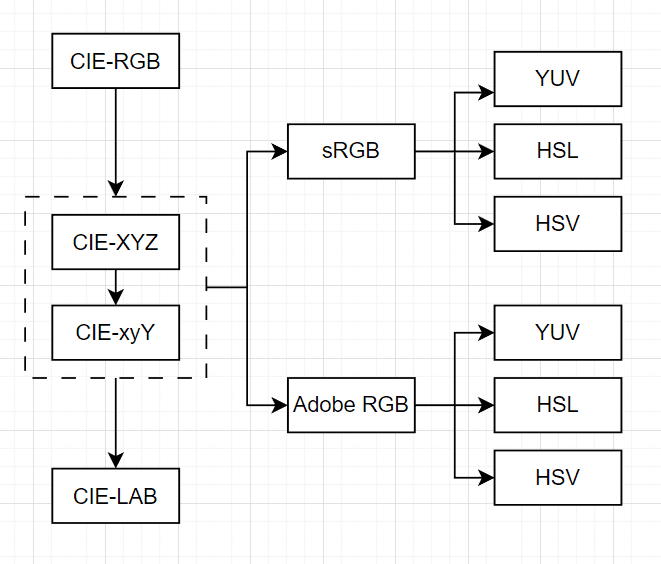 CIE-RGB
CIE-XYZ
CIE-xyY
CIE-LAB
sRGB
Adobe RGB
YUV
HSL
HSV
YUV
HSL
HSV